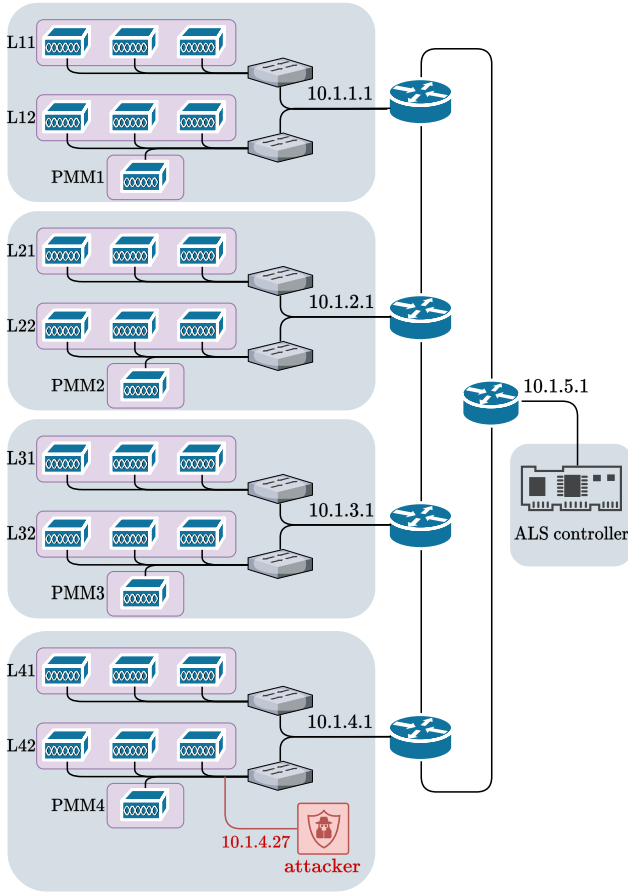 L11
10.1.1.1
L12
PMM1
L21
10.1.2.1
L22
PMM2
10.1.5.1
L31
10.1.3.1
L32
ALS controller
PMM3
L41
10.1.4.1
L42
PMM4
10.1.4.27
attacker